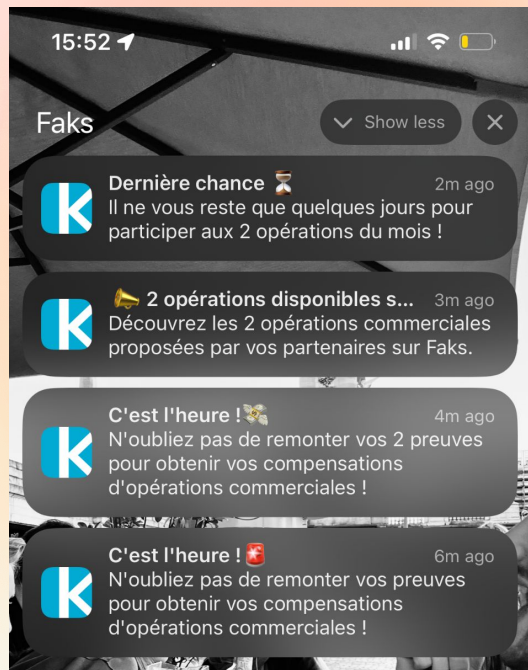 15:52
Faks
Show less
Dernière chance ⏳ 2m ago
Il ne vous reste que quelques jours pour
participer aux 2 opérations du mois !
📣 2 opérations disponibles s... 3m ago
Découvrez les 2 opérations commerciales
proposées par vos partenaires sur Faks.
C'est l'heure !💸 4m ago
N'oubliez pas de remonter vos 2 preuves
pour obtenir vos compensations
d'opérations commerciales !
C'est l'heure !🚨 6m ago
N'oubliez pas de remonter vos preuves
pour obtenir vos compensations
d'opérations commerciales !